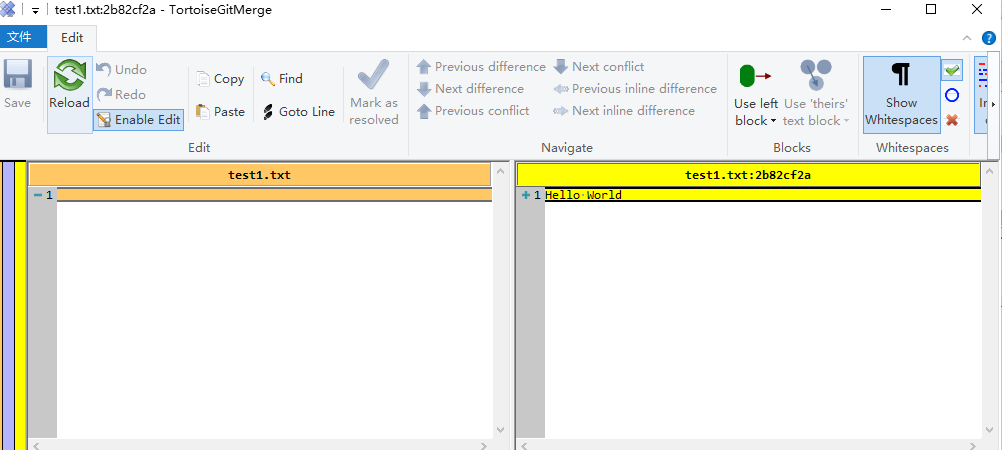 test1.txt:2b82cf2a - TortoiseGitMerge
文件 Edit
Save
Reload
Undo
Redo
Enable Edit
Copy
Paste
Find
Goto Line
Mark as
resolved
Edit
Previous difference
Next difference
Previous conflict
Next conflict
Previous inline difference
Next inline difference
Navigate
Use left
block
Use 'theirs'
text block
Blocks
Show
Whitespaces
Whitespaces
test1.txt
1
test1.txt:2b82cf2a
1 Hello·World